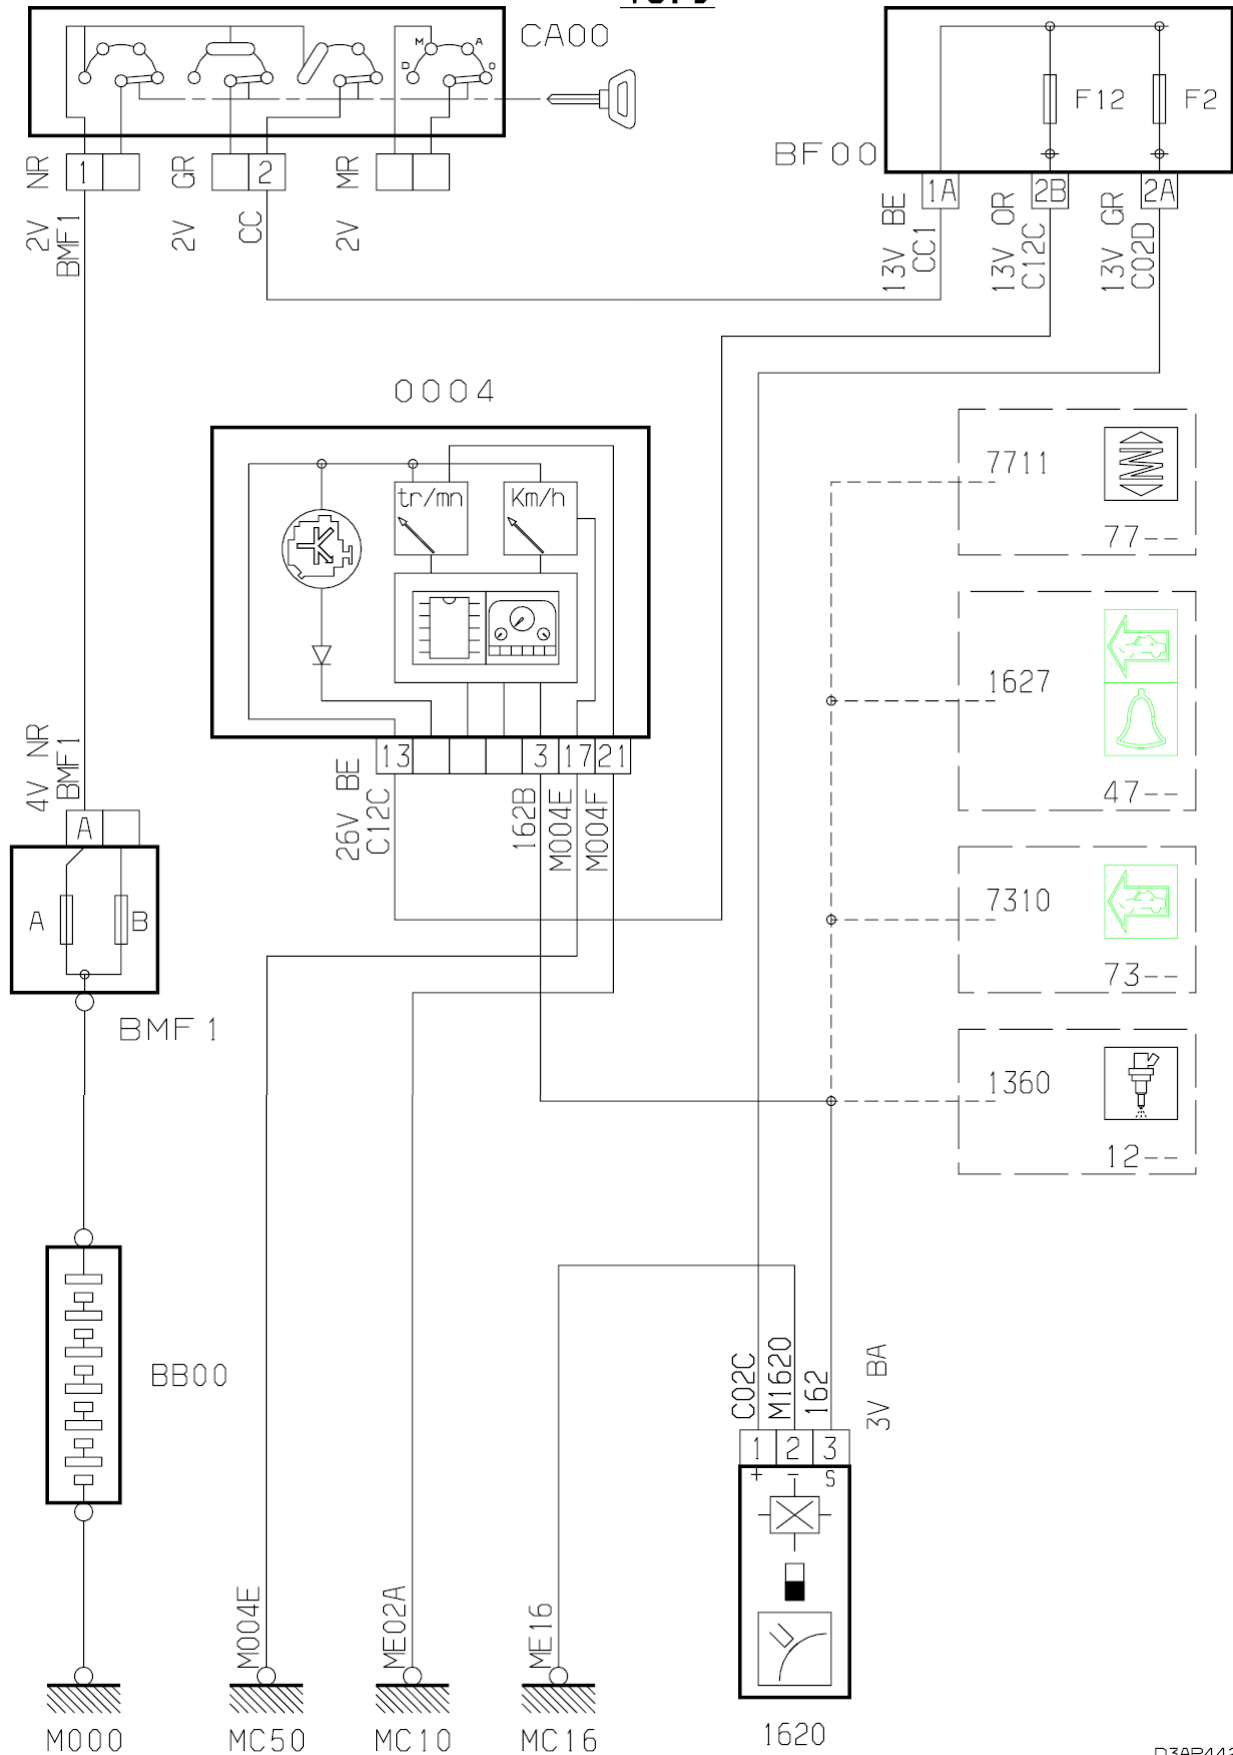 CA00
M A
D O
F12 F2
BF00
1 2
1A 2B 2A
2V NR
BMF1
2V GR
CC
2V MR
13V BE
CC1
13V OR
C12C
13V GR
C02D
0004
tr/mn Km/h
7711
77--
1627
47--
13 3 17 21
26V BE
C12C
162B
M004E
M004F
4V NR
BMF1
A
A B
BMF1
7310
73--
1360
12--
BB00
C02C
M1620
162
3V BA
1 2 3
+ - S
M004E
ME02A
ME16
M000 MC50 MC10 MC16 1620